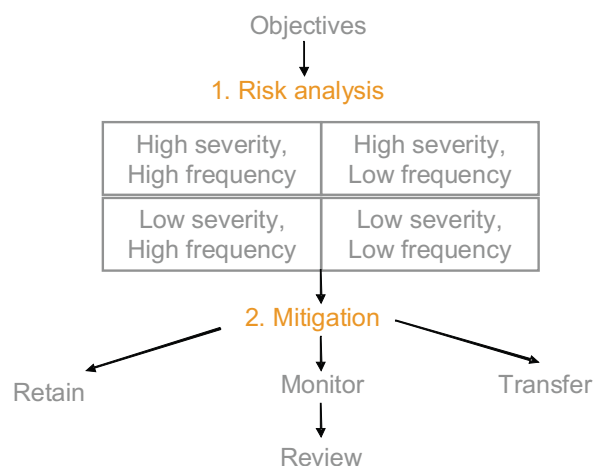 Objectives
1. Risk analysis
High severity,
High frequency
High severity,
Low frequency
Low severity,
High frequency
Low severity,
Low frequency
2. Mitigation
Retain
Monitor
Transfer
Review